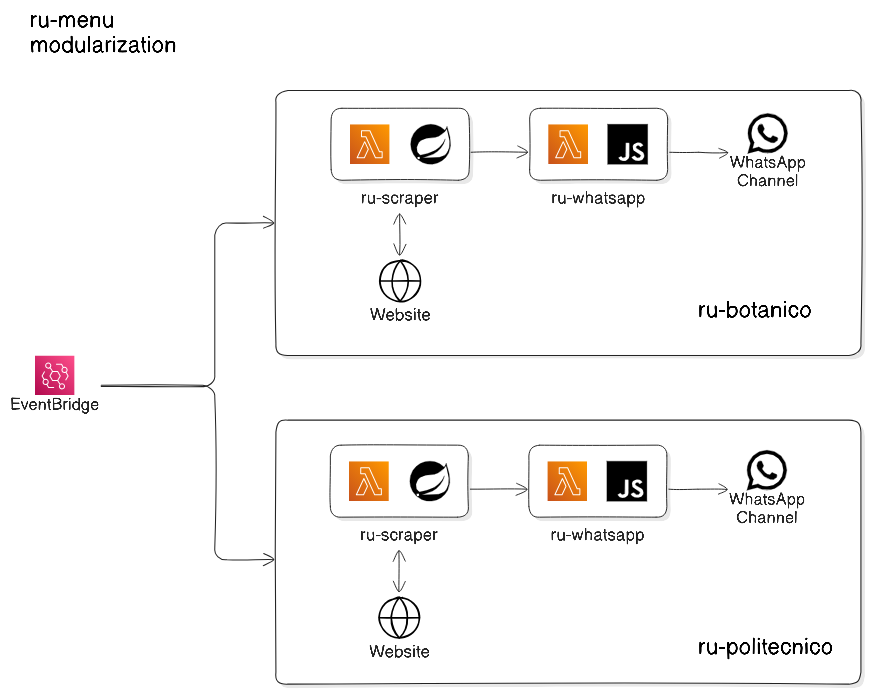 ru-menu
modularization
JS
WhatsApp
Channel
ru-scraper
ru-whatsapp
Website
ru-botanico
EventBridge
JS
WhatsApp
Channel
ru-scraper
ru-whatsapp
Website
ru-politecnico